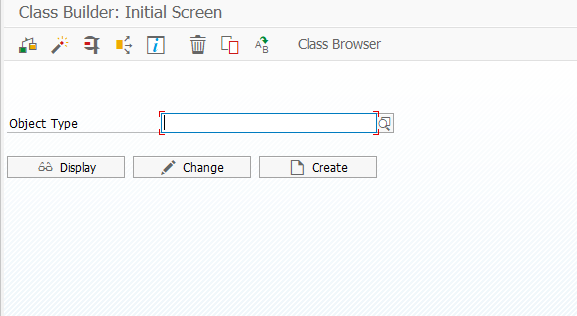 Class Builder: Initial Screen
Class Browser
Object Type
Display Change Create